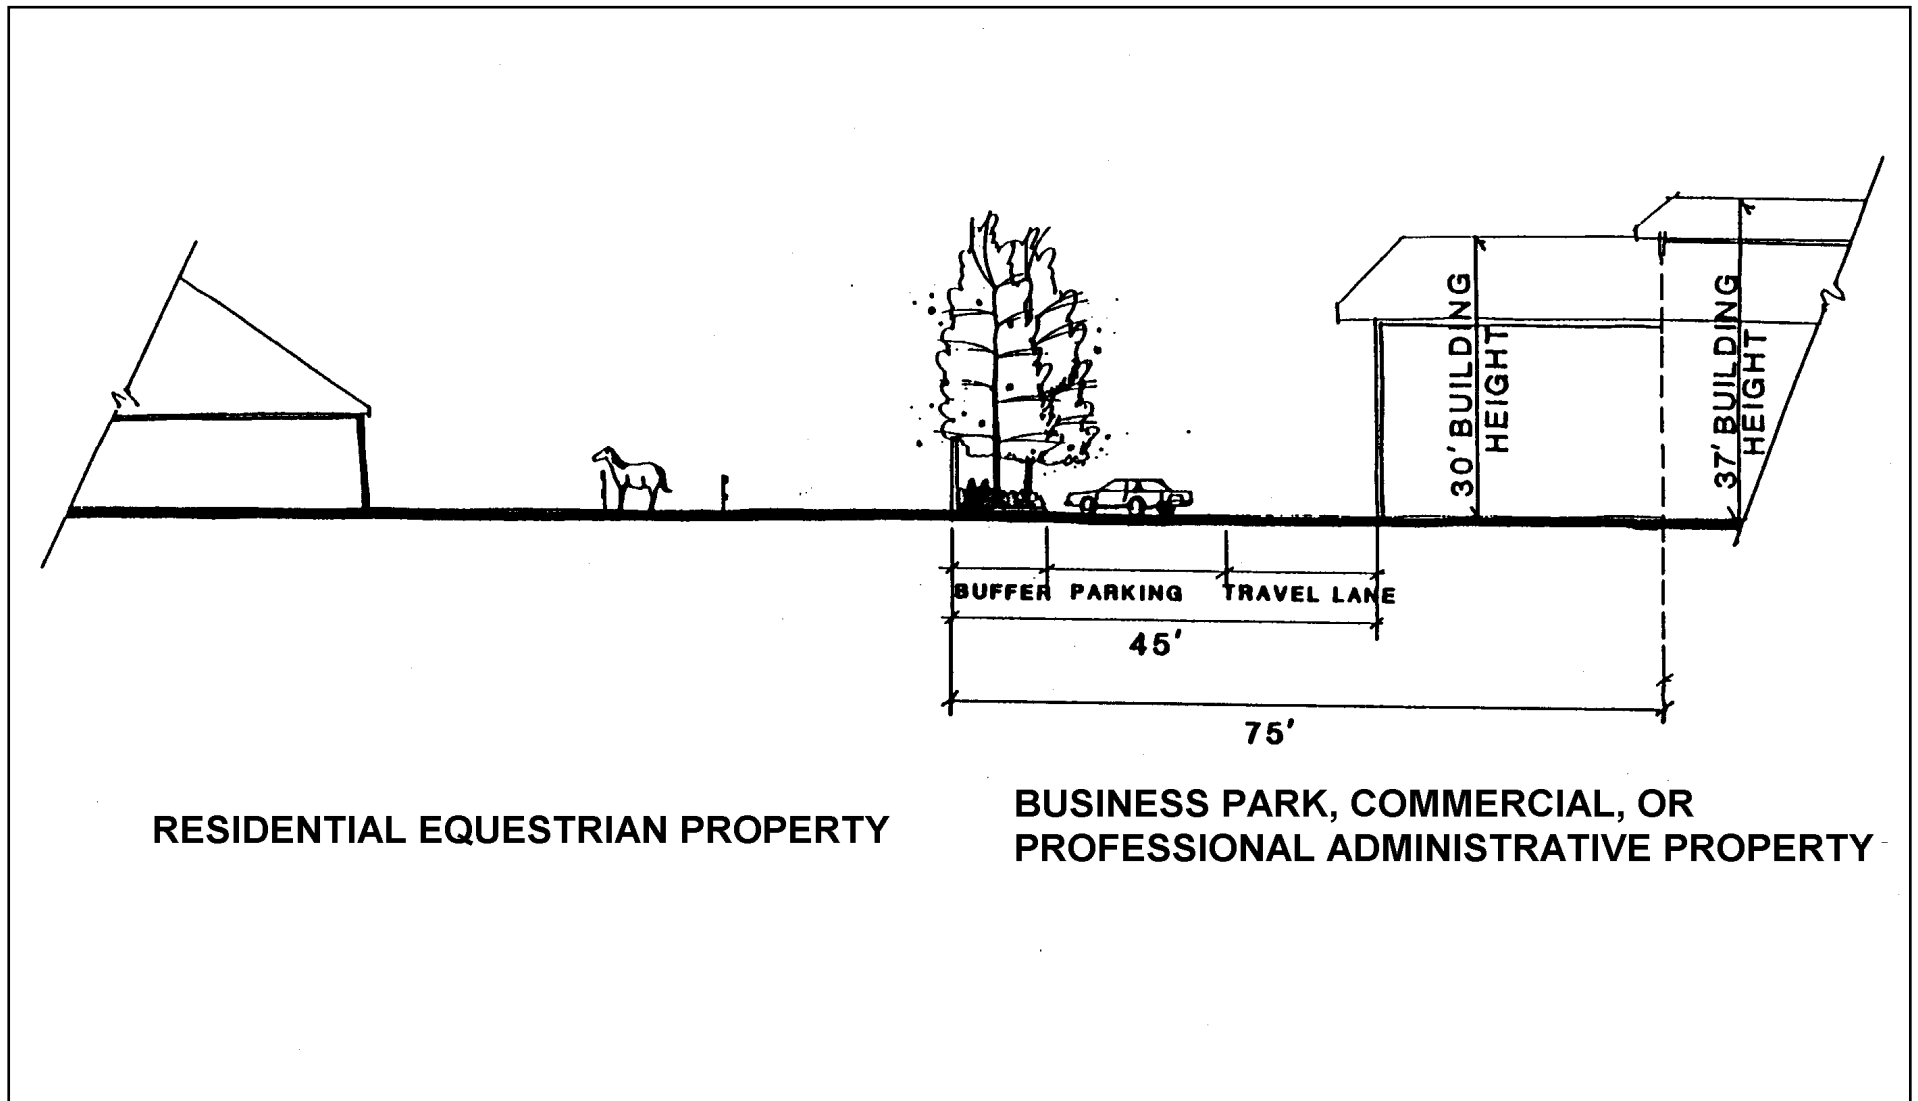 30' BUILDING
HEIGHT
37' BUILDING
HEIGHT
BUFFER PARKING TRAVEL LANE
45'
75'
RESIDENTIAL EQUESTRIAN PROPERTY
BUSINESS PARK, COMMERCIAL, OR
PROFESSIONAL ADMINISTRATIVE PROPERTY